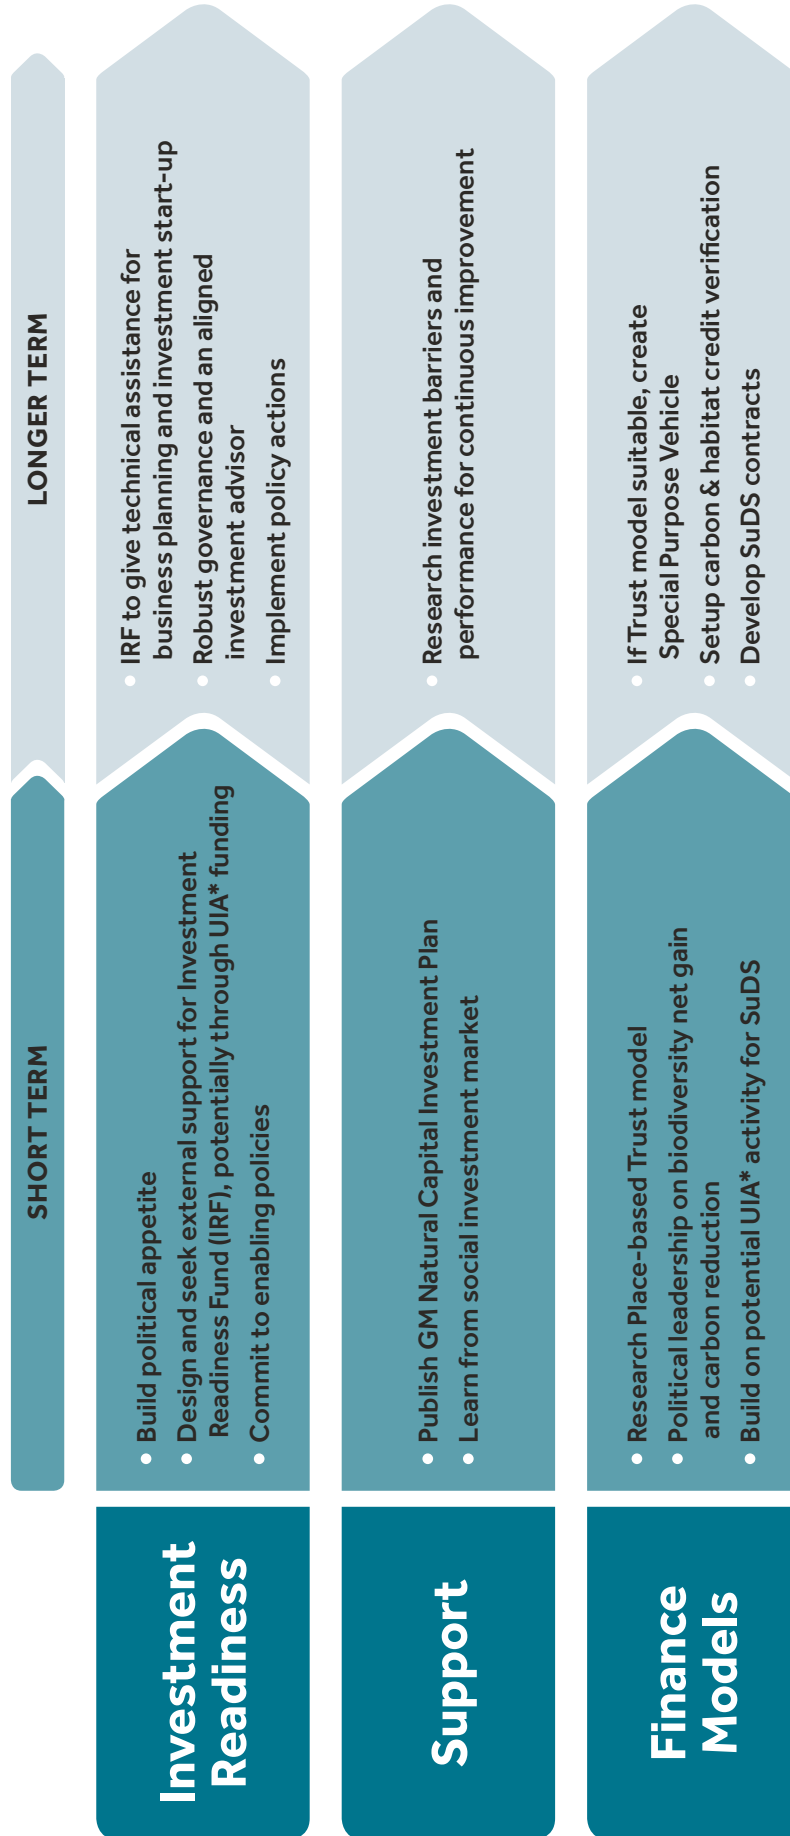 SHORT TERM
LONGER TERM
Investment
Readiness
• Build political appetite
• Design and seek external support for Investment
Readiness Fund (IRF), potentially through UIA* funding
• Commit to enabling policies
• IRF to give technical assistance for
business planning and investment start-up
• Robust governance and an aligned
investment advisor
• Implement policy actions
Support
• Publish GM Natural Capital Investment Plan
• Learn from social investment market
• Research investment barriers and
performance for continuous improvement
Finance
Models
• Research Place-based Trust model
• Political leadership on biodiversity net gain
and carbon reduction
• Build on potential UIA* activity for SuDS
• If Trust model suitable, create
Special Purpose Vehicle
• Setup carbon & habitat credit verification
• Develop SuDS contracts